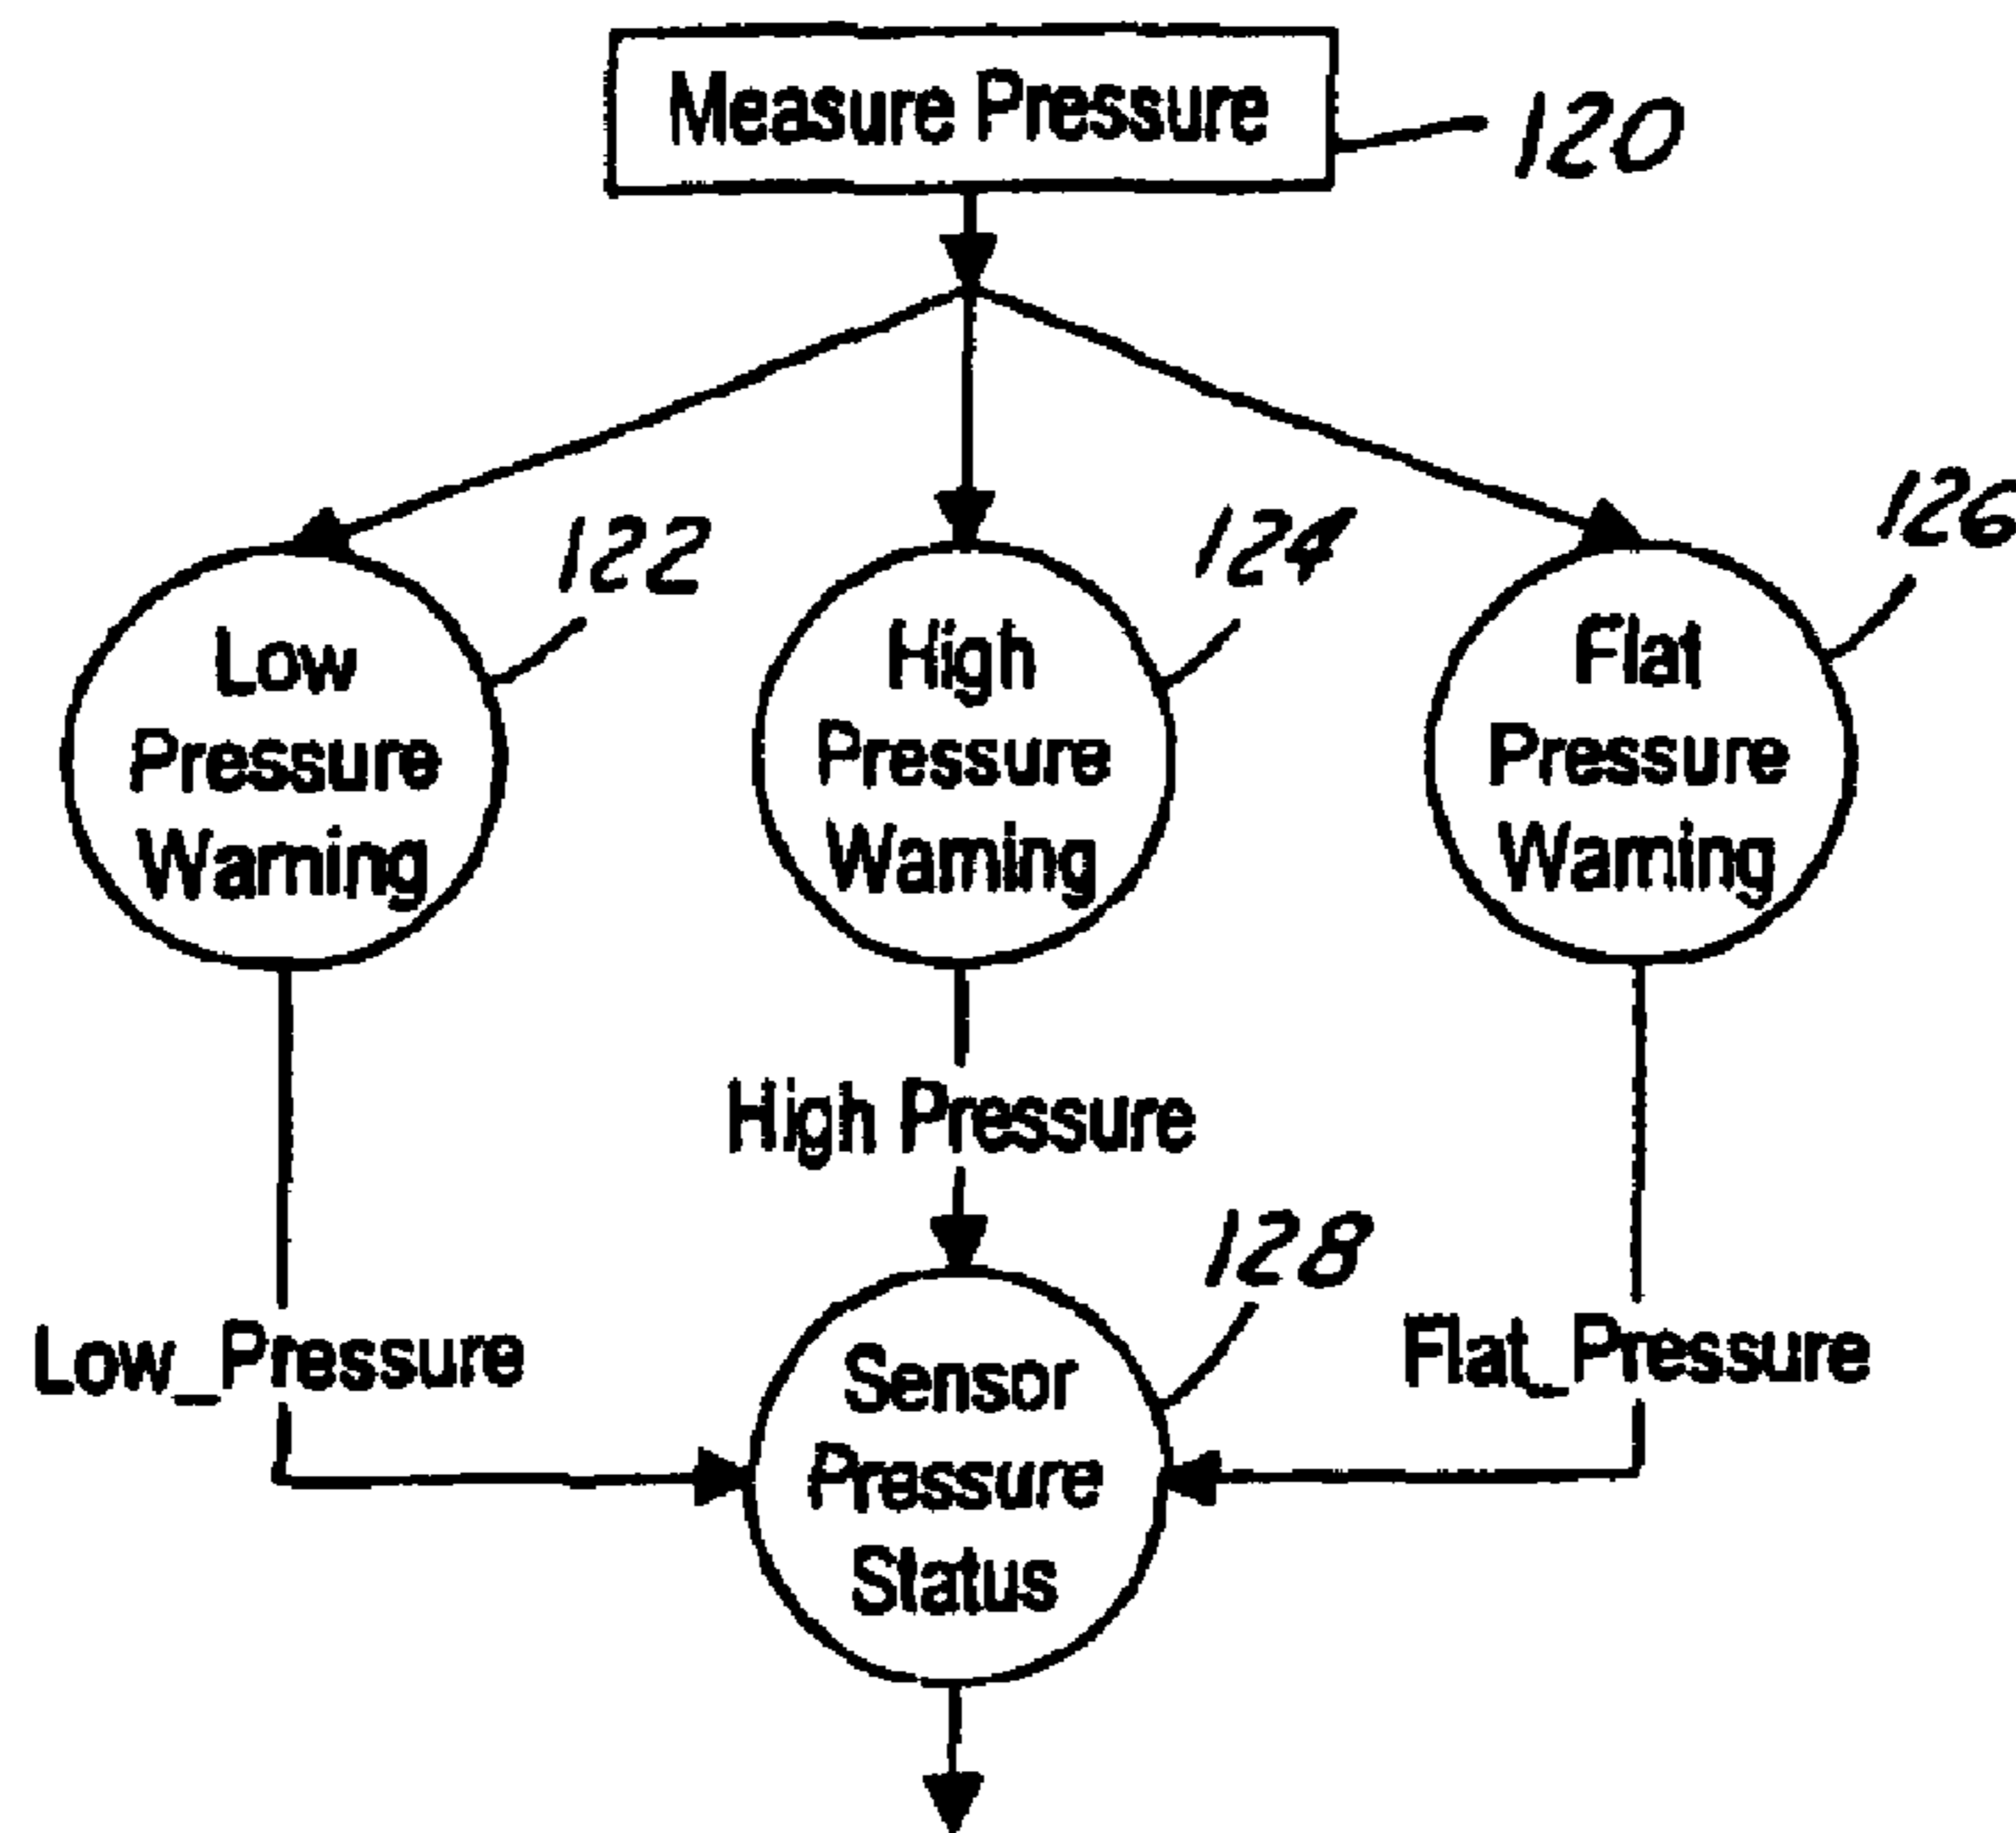 Measure Pressure
120
122
124
126
Low
Pressure
Warning
High
Pressure
Warning
Flat
Pressure
Warning
High Pressure
128
Low_Pressure
Flat_Pressure
Sensor
Pressure
Status